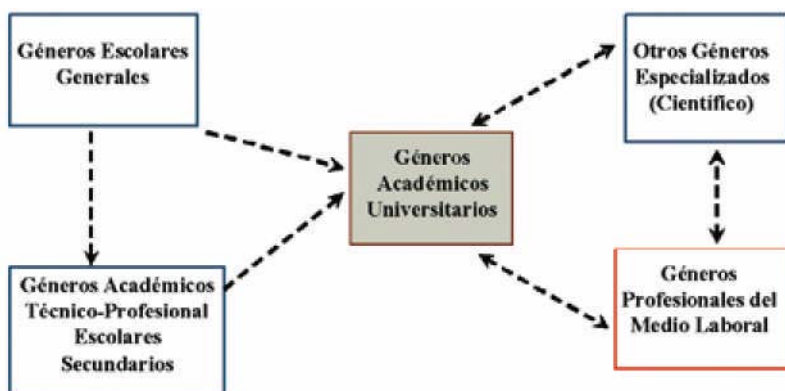 Géneros Escolares
Generales
Otros Géneros
Especializados
(Científico)
Géneros
Académicos
Universitarios
Géneros Académicos
Técnico-Profesional
Escolares
Secundarios
Géneros
Profesionales del
Medio Laboral